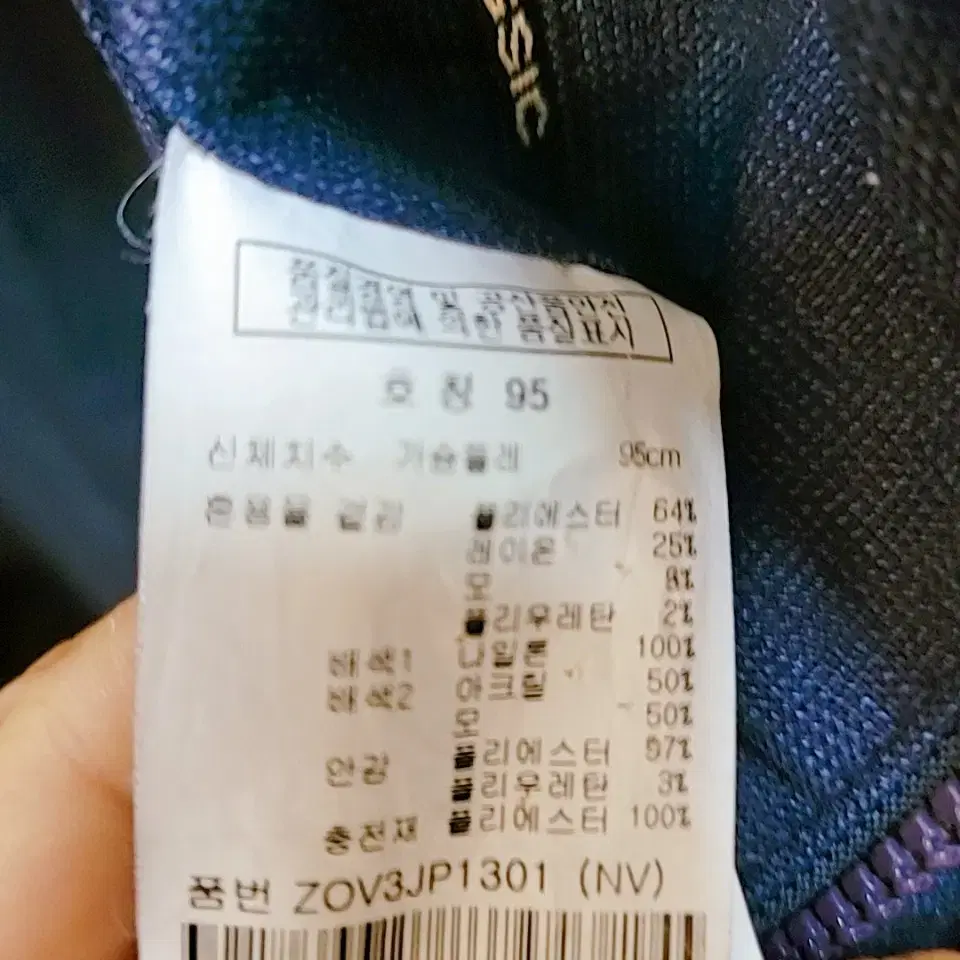 SSIC
품질경영 및 공산품안전
관리법에 의한 품질표시
호 칭 95
신체치수 가슴둘레 95cm
혼용율 겉감 폴리에스터 64%
레이온 25%
모 9%
폴리우레탄 2%
배색1 나일론 100%
배색2 아크릴 50%
모 50%
안감 폴리에스터 97%
폴리우레탄 3%
충전재 폴리에스터 100%
품번 ZOV3JP1301 (NV)